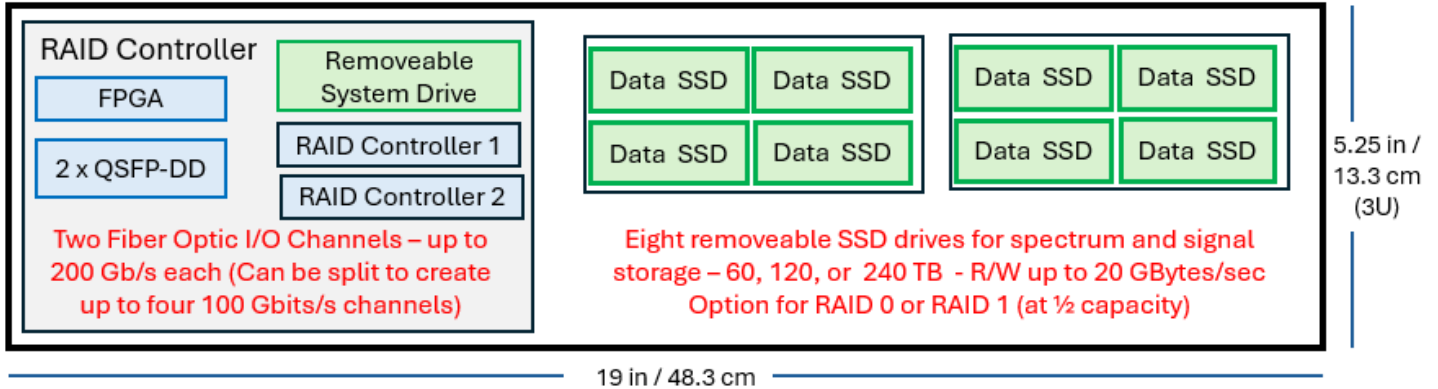 RAID Controller
FPGA
2 x QSFP-DD
Removeable
System Drive
RAID Controller 1
RAID Controller 2
Two Fiber Optic I/O Channels – up to
200 Gb/s each (Can be split to create
up to four 100 Gbits/s channels)
Data SSD
Data SSD
Data SSD
Data SSD
Data SSD
Data SSD
Data SSD
Data SSD
Eight removeable SSD drives for spectrum and signal
storage – 60, 120, or 240 TB - R/W up to 20 GBytes/sec
Option for RAID 0 or RAID 1 (at ½ capacity)
5.25 in /
13.3 cm
(3U)
19 in / 48.3 cm